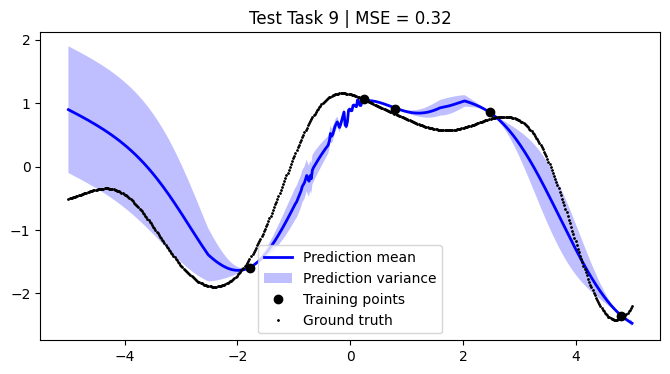 Test Task 9 | MSE = 0.32
2
1
0
−1
−2
Prediction mean
Prediction variance
Training points
Ground truth
−4
−2
0
2
4